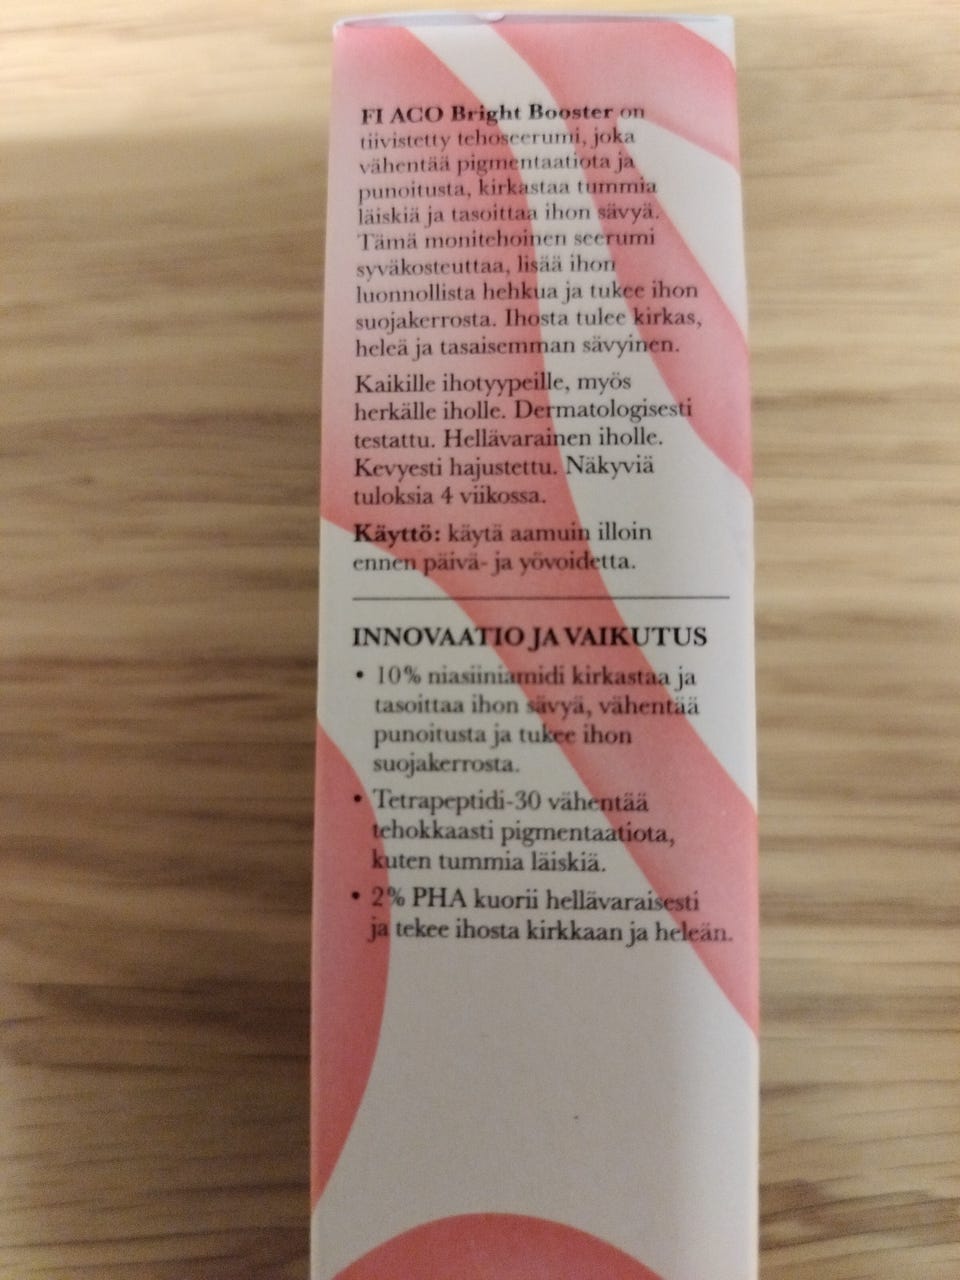 FI ACO Bright Booster on
tiivistetty tehoseerumi, joka
vähentää pigmentaatiota ja
punoitusta, kirkastaa tummia
läiskiä ja tasoittaa ihon sävyä.
Tämä monitehoinen seerumi
syväkosteuttaa, lisää ihon
luonnollista hehkua ja tukee ihon
suojakerrosta. Ihosta tulee kirkas,
heleä ja tasaisemman sävyinen.
Kaikille ihotyypeille, myös
herkälle iholle. Dermatologisesti
testattu. Hellävarainen iholle.
Kevyesti hajustettu. Näkyviä
tuloksia 4 viikossa.
Käyttö: käytä aamuin illoin
ennen päivä- ja yövoidetta.
INNOVAATIO JA VAIKUTUS
• 10% niasiiniamidi kirkastaa ja
tasoittaa ihon sävyä, vähentää
punoitusta ja tukee ihon
suojakerrosta.
• Tetrapeptidi-30 vähentää
tehokkaasti pigmentaatiota,
kuten tummia läiskiä.
• 2% PHA kuorii hellävaraisesti
ja tekee ihosta kirkkaan ja heleän.